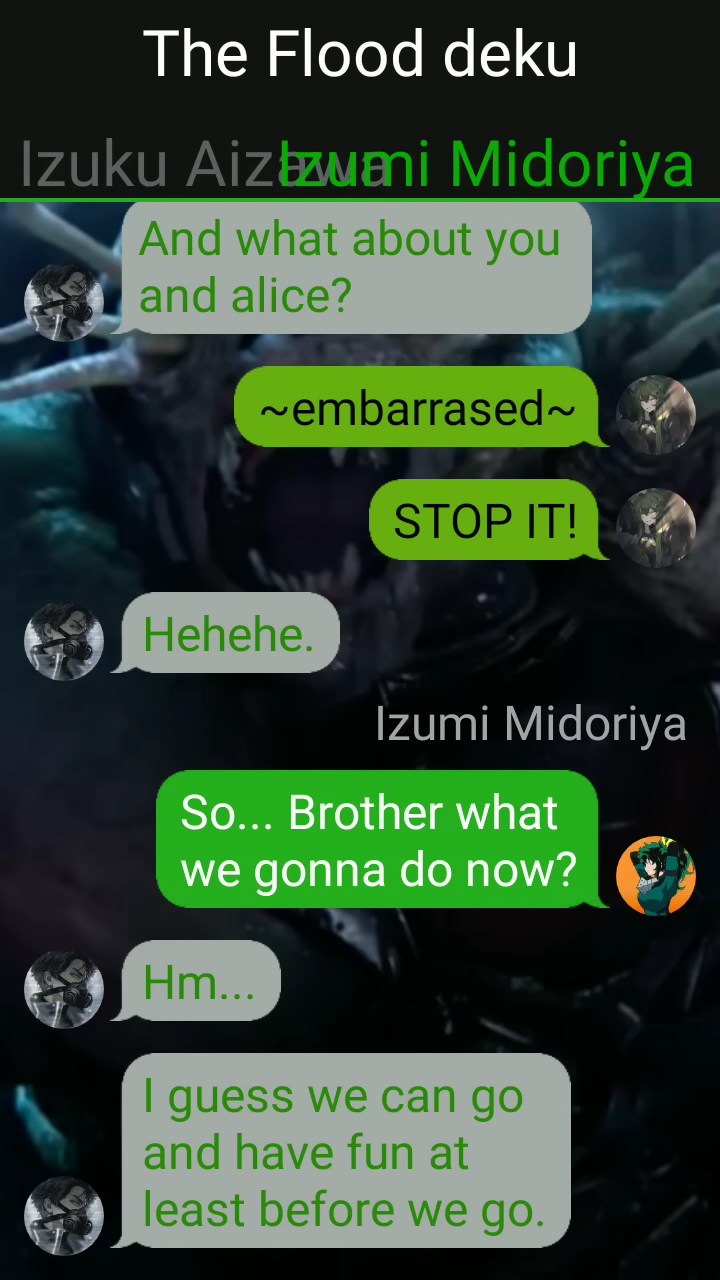 The Flood deku
Izuku Aizawa Izumi Midoriya
And what about you
and alice?
~embarrased~
STOP IT!
Hehehe.
Izumi Midoriya
So... Brother what
we gonna do now?
Hm...
I guess we can go
and have fun at
least before we go.